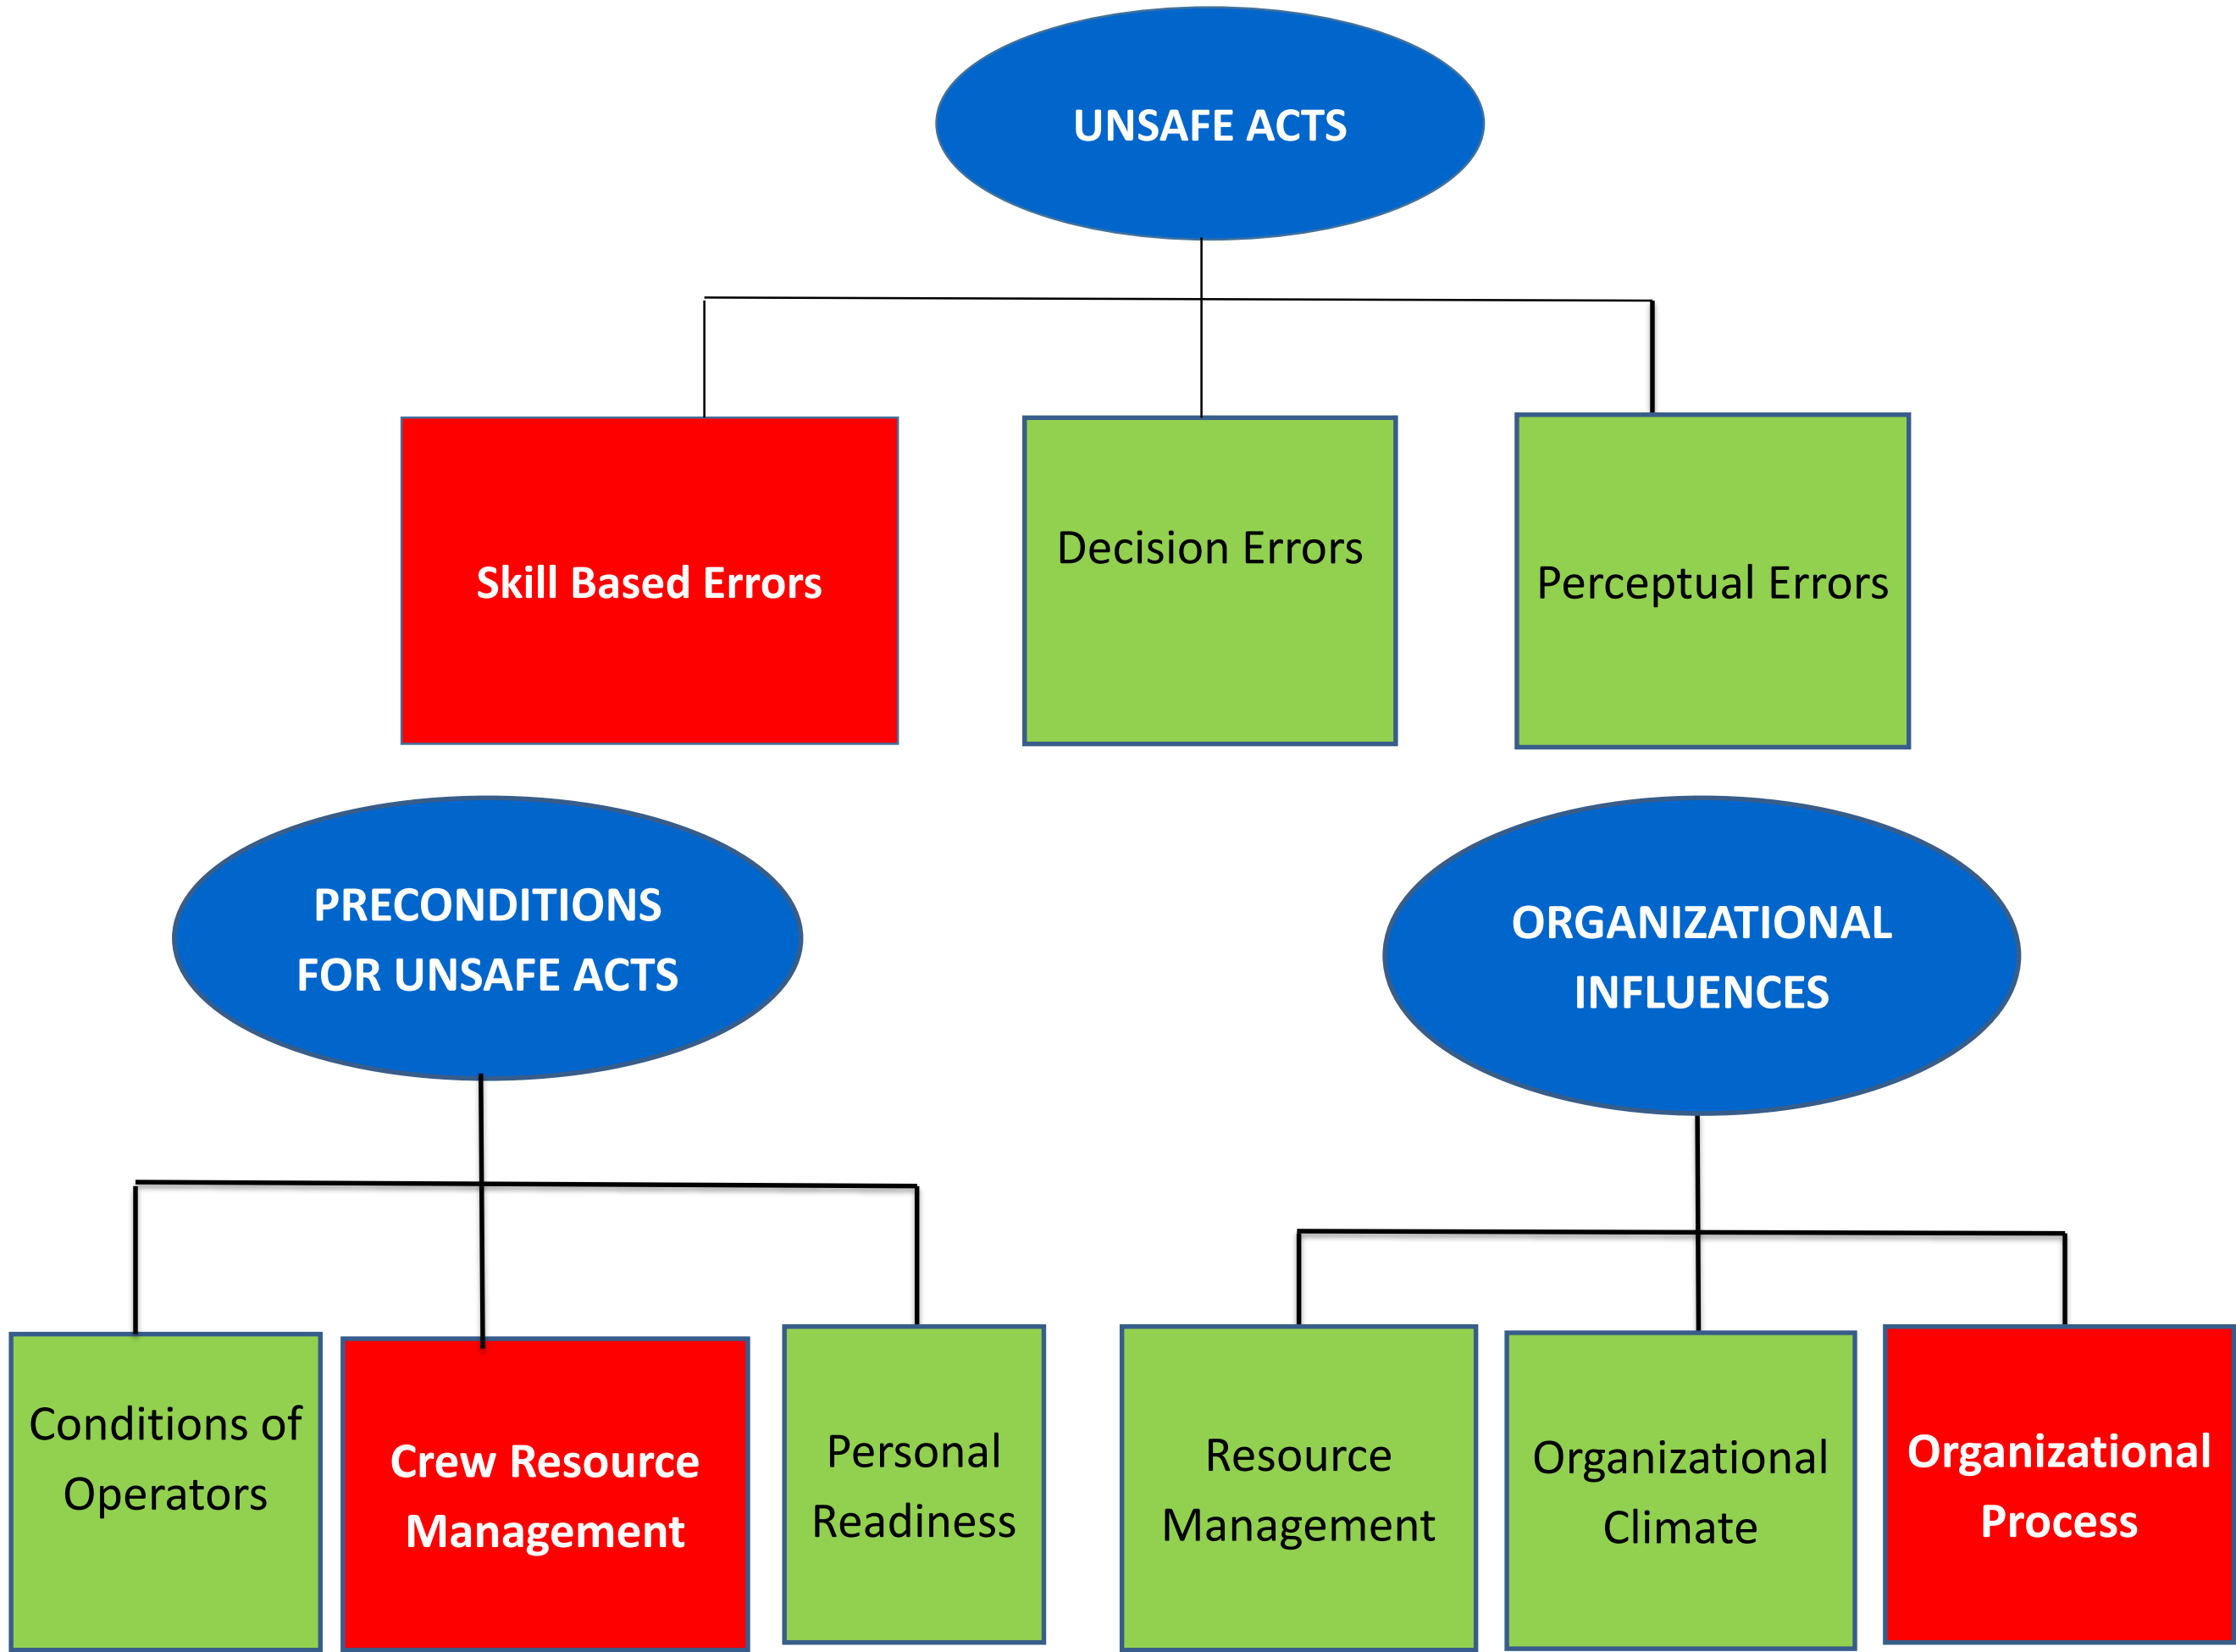 UNSAFE ACTS
Skill Based Errors
Decision Errors
Perceptual Errors
PRECONDITIONS
FOR UNSAFE ACTS
ORGANIZATIONAL
INFLUENCES
Conditions of
Operators
Crew Resource
Management
Personal
Readiness
Resource
Management
Organizational
Climate
Organizational
Process